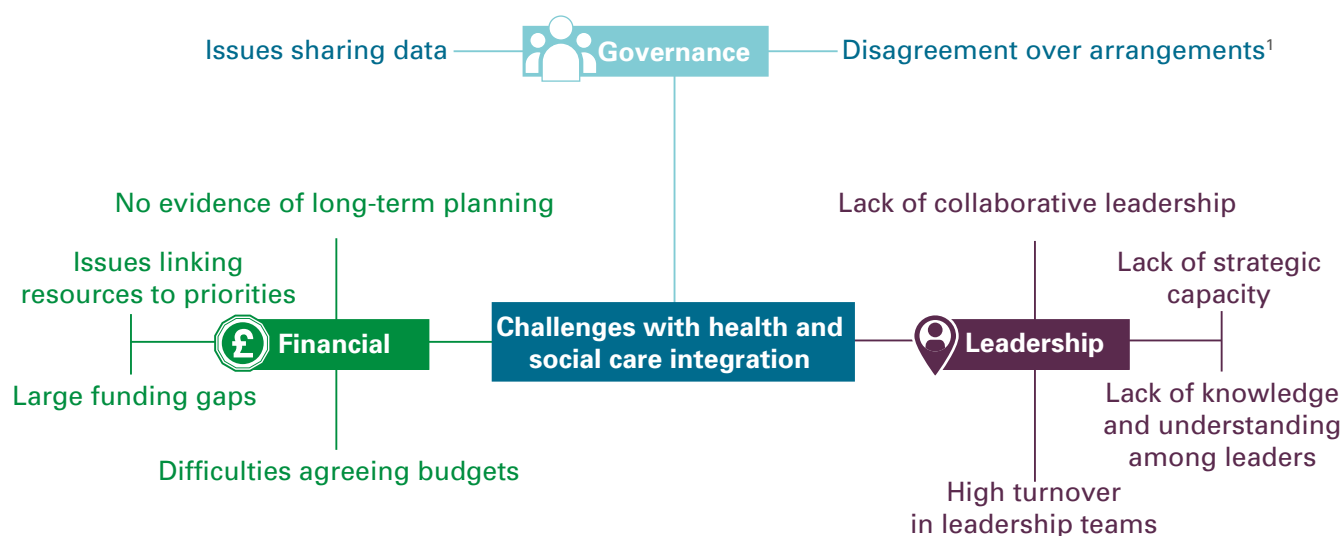 Issues sharing data
Governance
Disagreement over arrangements¹
No evidence of long-term planning
Issues linking
resources to priorities
£
Financial
Large funding gaps
Difficulties agreeing budgets
Challenges with health and
social care integration
Lack of collaborative leadership
Lack of strategic
capacity
Leadership
Lack of knowledge
and understanding
among leaders
High turnover
in leadership teams